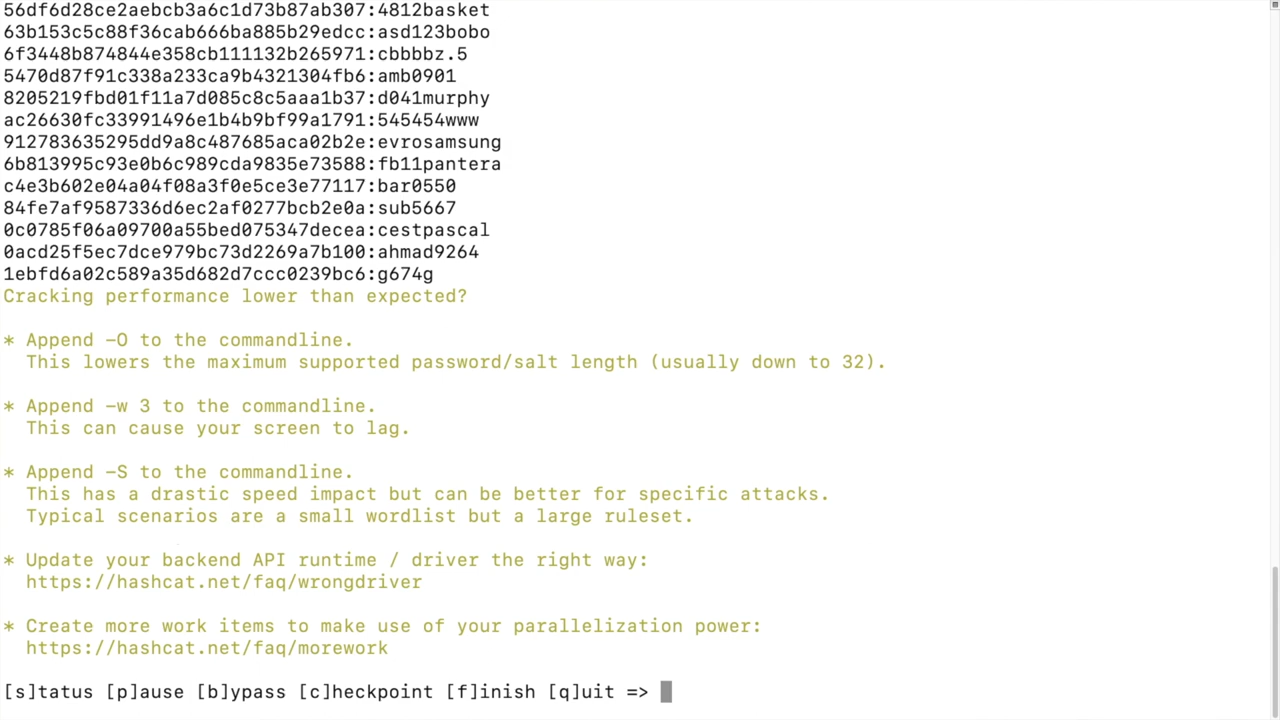 56df6d28ce2aebcb3a6c1d73b87ab307:4812basket
63b153c5c88f36cab666ba885b29edcc:asd123bobo
6f3448b874844e358cb111132b265971:cbbbbz.5
5470d87f91c338a233ca9b4321304fb6:amb0901
8205219fbd01f11a7d085c8c5aaa1b37:d041murphy
ac26630fc33991496e1b4b9bf99a1791:545454www
912783635295dd9a8c487685aca02b2e:evrosamsung
6b813995c93e0b6c989cda9835e73588:fb11pantera
c4e3b602e04a04f08a3f0e5ce3e77117:bar0550
84fe7af9587336d6ec2af0277bcb2e0a:sub5667
0c0785f06a09700a55bed075347decea:cestpascal
0acd25f5ec7dce979bc73d2269a7b100:ahmad9264
1ebfd6a02c589a35d682d7ccc0239bc6:g674g
Cracking performance lower than expected?
* Append -O to the commandline.
This lowers the maximum supported password/salt length (usually down to 32).
* Append -w 3 to the commandline.
This can cause your screen to lag.
* Append -S to the commandline.
This has a drastic speed impact but can be better for specific attacks.
Typical scenarios are a small wordlist but a large ruleset.
* Update your backend API runtime / driver the right way:
https://hashcat.net/faq/wrongdriver
* Create more work items to make use of your parallelization power:
https://hashcat.net/faq/morework
[s]tatus [p]ause [b]ypass [c]heckpoint [f]inish [q]uit =>